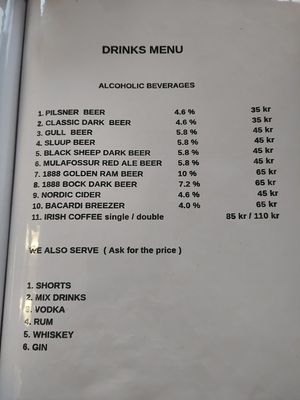 DRINKS MENU
ALCOHOLIC BEVERAGES
1. PILSNER BEER 4.6 % 35 kr
2. CLASSIC DARK BEER 4.6 % 35 kr
3. GULL BEER 5.8 % 45 kr
4. SLUUP BEER 5.8 % 45 kr
5. BLACK SHEEP DARK BEER 5.8 % 45 kr
6. MULAFOSSUR RED ALE BEER 5.8 % 45 kr
7. 1888 GOLDEN RAM BEER 10 % 65 kr
8. 1888 BOCK DARK BEER 7.2 % 65 kr
9. NORDIC CIDER 4.6 % 45 kr
10. BACARDI BREEZER 4.0 % 65 kr
11. IRISH COFFEE single / double 85 kr / 110 kr
WE ALSO SERVE ( Ask for the price )
1. SHORTS
2. MIX DRINKS
3. VODKA
4. RUM
5. WHISKEY
6. GIN